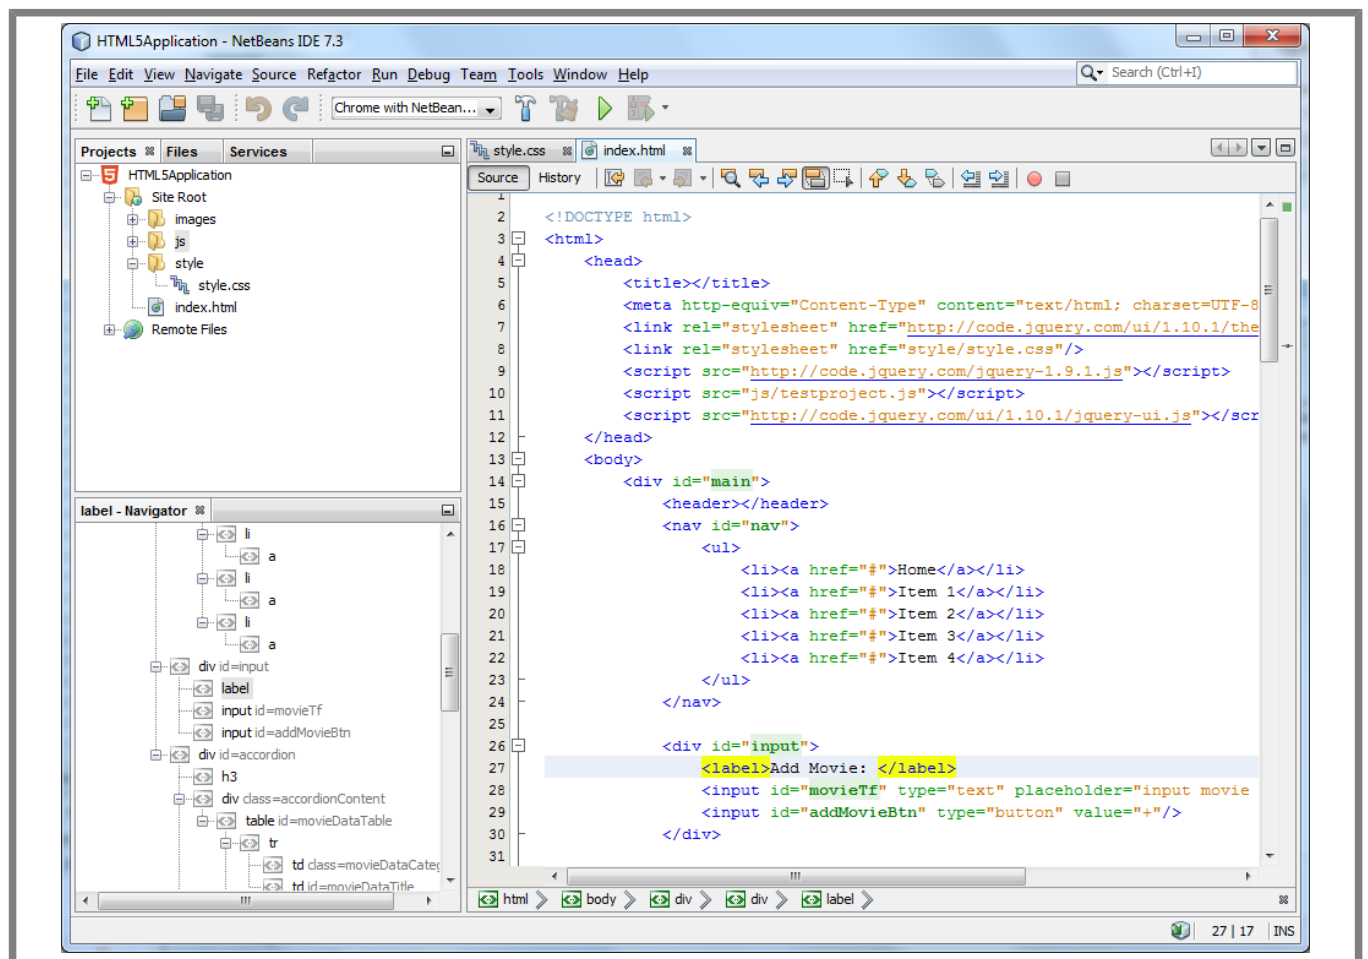 HTML5Application - NetBeans IDE 7.3
File Edit View Navigate Source Refactor Run Debug Team Tools Window Help
Search (Ctrl+I)
Chrome with NetBean...
Projects Files Services
HTML5Application
Site Root
images
js
style
style.css
index.html
Remote Files
label - Navigator
li
a
li
a
li
a
div id=input
label
input id=movieTf
input id=addMovieBtn
div id=accordion
h3
div class=accordionContent
table id=movieDataTable
tr
td class=movieDataCateg
td id=movieDataTitle
style.css index.html
Source History
1
2 <!DOCTYPE html>
3 <html>
4 <head>
5 <title></title>
6 <meta http-equiv="Content-Type" content="text/html; charset=UTF-8
7 <link rel="stylesheet" href="http://code.jquery.com/ui/1.10.1/the
8 <link rel="stylesheet" href="style/style.css"/>
9 <script src="http://code.jquery.com/jquery-1.9.1.js"></script>
10 <script src="js/testproject.js"></script>
11 <script src="http://code.jquery.com/ui/1.10.1/jquery-ui.js"></scr
12 </head>
13 <body>
14 <div id="main">
15 <header></header>
16 <nav id="nav">
17 <ul>
18 <li><a href="#">Home</a></li>
19 <li><a href="#">Item 1</a></li>
20 <li><a href="#">Item 2</a></li>
21 <li><a href="#">Item 3</a></li>
22 <li><a href="#">Item 4</a></li>
23 </ul>
24 </nav>
25
26 <div id="input">
27 <label>Add Movie: </label>
28 <input id="movieTf" type="text" placeholder="input movie
29 <input id="addMovieBtn" type="button" value="+"/>
30 </div>
31
html body div div label
27 | 17 INS